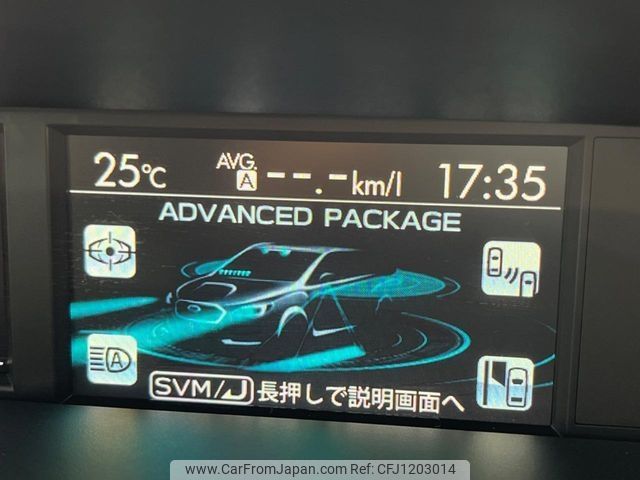 25℃ AVG. A --.-km/l 17:35
ADVANCED PACKAGE
A
SVM/ 長押しで説明画面へ
www.CarFromJapan.com | CFJ1203014